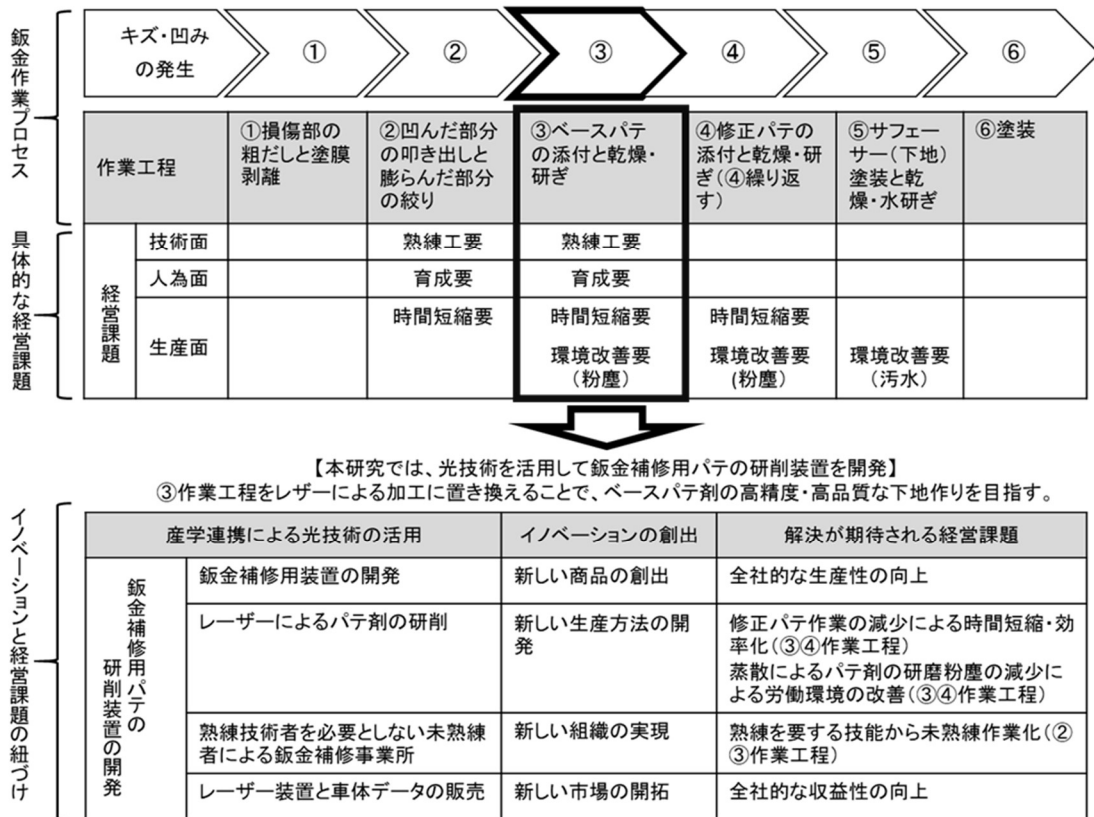 鈑金作業プロセス
キズ・凹み
の発生
①
②
③
④
⑤
⑥
作業工程
①損傷部の
粗だしと塗膜
剥離
②凹んだ部分
の叩き出しと
膨らんだ部分
の絞り
③ベースパテ
の添付と乾燥・
研ぎ
④修正パテの
添付と乾燥・研
ぎ(④繰り返
す)
⑤サフェー
サー(下地)
塗装と乾
燥・水研ぎ
⑥塗装
具体的な経営課題
経営課題
技術面
熟練工要
熟練工要
人為面
育成要
育成要
生産面
時間短縮要
時間短縮要
環境改善要
(粉塵)
時間短縮要
環境改善要
(粉塵)
環境改善要
(汚水)
【本研究では、光技術を活用して鈑金補修用パテの研削装置を開発】
③作業工程をレザーによる加工に置き換えることで、ベースパテ剤の高精度・高品質な下地作りを目指す。
イノベーションと経営課題の紐づけ
産学連携による光技術の活用
イノベーションの創出
解決が期待される経営課題
鈑金補修用パテの
研削装置の開発
鈑金補修用装置の開発
新しい商品の創出
全社的な生産性の向上
レーザーによるパテ剤の研削
新しい生産方法の開
発
修正パテ作業の減少による時間短縮・効
率化(③④作業工程)
蒸散によるパテ剤の研磨粉塵の減少に
よる労働環境の改善(③④作業工程)
熟練技術者を必要としない未熟練
者による鈑金補修事業所
新しい組織の実現
熟練を要する技能から未熟練作業化(②
③作業工程)
レーザー装置と車体データの販売
新しい市場の開拓
全社的な収益性の向上